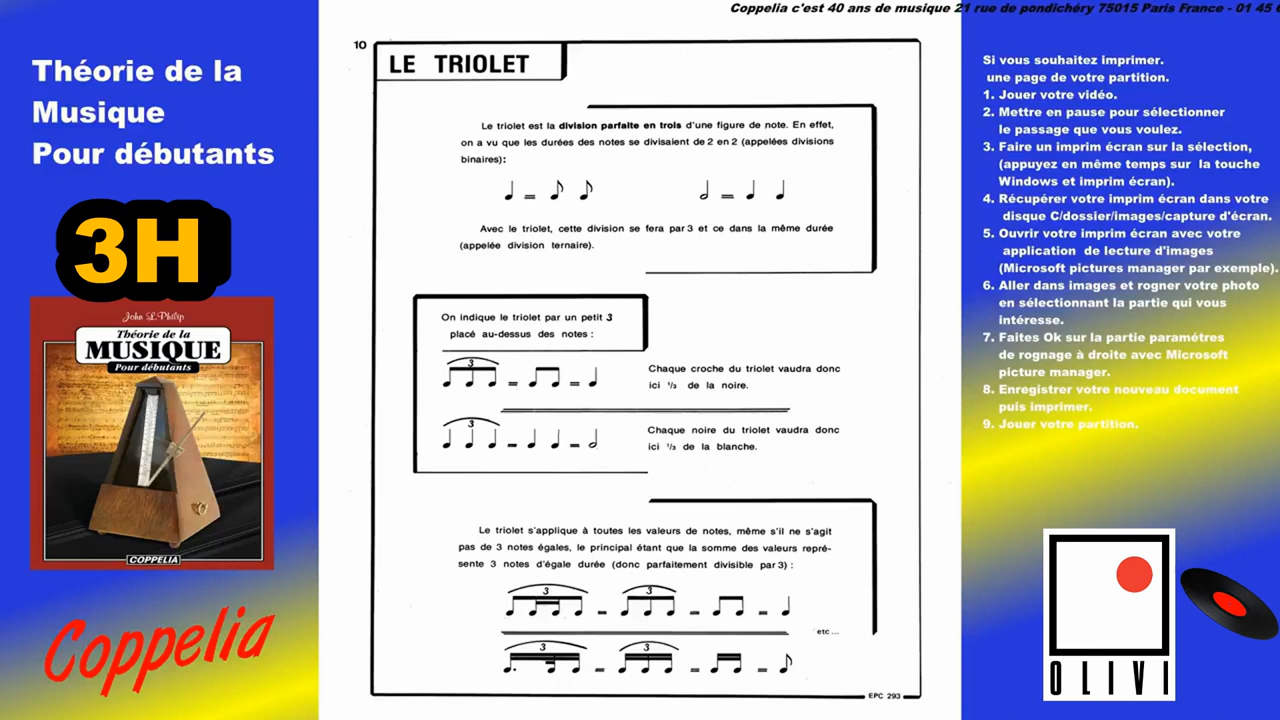 Coppelia c'est 40 ans de musique 21 rue de pondichéry 75015 Paris France - 01 45
Théorie de la
Musique
Pour débutants
3H
John L. Philip
Théorie de la
MUSIQUE
Pour débutants
COPPELIA
Coppelia
10
LE TRIOLET
Le triolet est la division parfaite en trois d'une figure de note. En effet,
on a vu que les durées des notes se divisaient de 2 en 2 (appelées divisions
binaires):
Avec le triolet, cette division se fera par 3 et ce dans la même durée
(appelée division ternaire).
On indique le triolet par un petit 3
placé au-dessus des notes :
3
Chaque croche du triolet vaudra donc
ici 1/3 de la noire.
3
Chaque noire du triolet vaudra donc
ici 1/3 de la blanche.
Le triolet s'applique à toutes les valeurs de notes, même s'il ne s'agit
pas de 3 notes égales, le principal étant que la somme des valeurs repré-
sente 3 notes d'égale durée (donc parfaitement divisible par 3) :
3 3
etc ...
3 3
EPC 293
Si vous souhaitez imprimer.
une page de votre partition.
1. Jouer votre vidéo.
2. Mettre en pause pour sélectionner
le passage que vous voulez.
3. Faire un imprim écran sur la sélection,
(appuyez en même temps sur la touche
Windows et imprim écran).
4. Récupérer votre imprim écran dans votre
disque C/dossier/images/capture d'écran.
5. Ouvrir votre imprim écran avec votre
application de lecture d'images
(Microsoft pictures manager par exemple).
6. Aller dans images et rogner votre photo
en sélectionnant la partie qui vous
intéresse.
7. Faites Ok sur la partie paramétres
de rognage à droite avec Microsoft
picture manager.
8. Enregistrer votre nouveau document
puis imprimer.
9. Jouer votre partition.
OLIVI